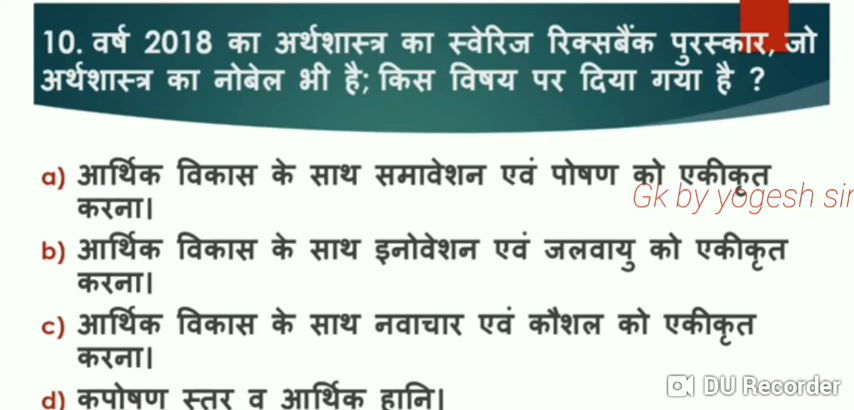 10. वर्ष 2018 का अर्थशास्त्र का स्वेरिज रिक्सबैंक पुरस्कार, जो
अर्थशास्त्र का नोबेल भी है; किस विषय पर दिया गया है ?
a) आर्थिक विकास के साथ समावेशन एवं पोषण को एकीकृत
करना।
Gk by yogesh sir
b) आर्थिक विकास के साथ इनोवेशन एवं जलवायु को एकीकृत
करना।
c) आर्थिक विकास के साथ नवाचार एवं कौशल को एकीकृत
करना।
d) कुपोषण स्तर व आर्थिक हानि।
DU Recorder